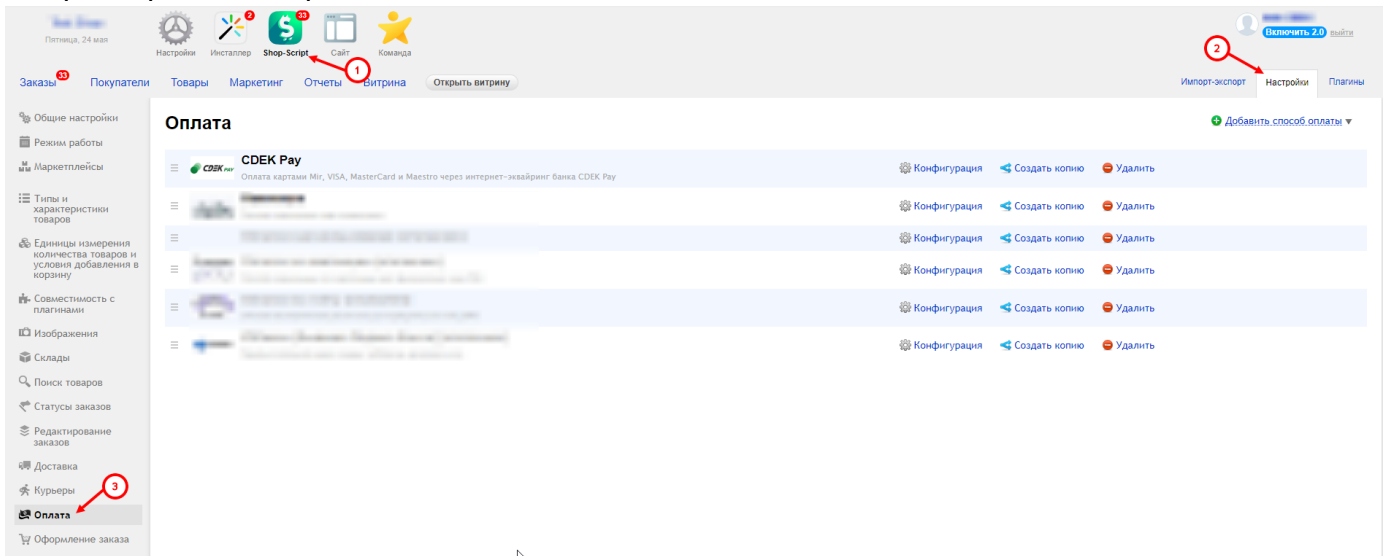 Пятница, 24 мая
Настройки
2
Инсталлер
33
Shop-Script
Сайт
Команда
Включить 2.0 выйти
1
2
Заказы 33 Покупатели Товары Маркетинг Отчеты Витрина Открыть витрину
Импорт-экспорт Настройки Плагины
Общие настройки
Режим работы
Маркетплейсы
Типы и
характеристики
товаров
Единицы измерения
количества товаров и
условия добавления в
корзину
Совместимость с
плагинами
Изображения
Склады
Поиск товаров
Статусы заказов
Редактирование
заказов
Доставка
Курьеры
3
Оплата
Оформление заказа
Оплата
Добавить способ оплаты ▼
CDEK PAY
CDEK Pay
Оплата картами Mir, VISA, MasterCard и Maestro через интернет-эквайринг банка CDEK Pay
Конфигурация Создать копию Удалить
Конфигурация Создать копию Удалить
Конфигурация Создать копию Удалить
Конфигурация Создать копию Удалить
Конфигурация Создать копию Удалить
Конфигурация Создать копию Удалить